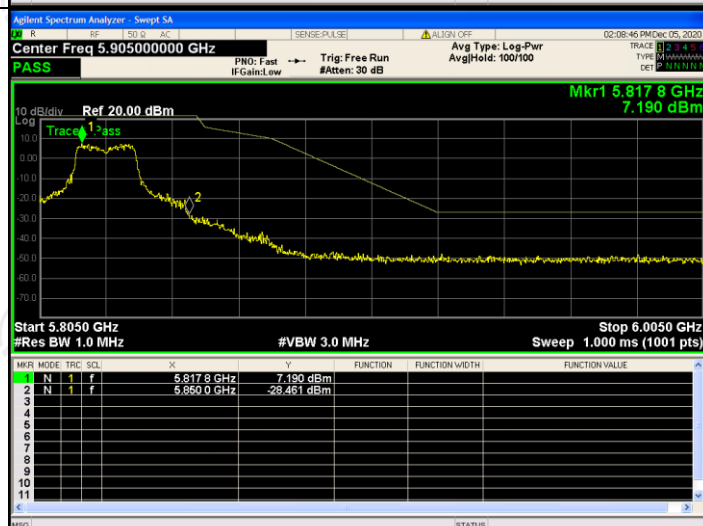 Agilent Spectrum Analyzer - Swept SA
R RF 50 Ω AC SENSE:PULSE ALIGN OFF 02:08:46 PM Dec 05, 2020
Center Freq 5.905000000 GHz
PNO: Fast Trig: Free Run Avg Type: Log-Pwr TRACE 1 2 3 4 5 6
PASS IFGain:Low #Atten: 30 dB Avg|Hold: 100/100 TYPE M
DET P N N N N N
Mkr1 5.817 8 GHz
10 dB/div Ref 20.00 dBm 7.190 dBm
Log
Trace 1 Pass
1
10.0
0.00
-10.0
-20.0
2
-30.0
-40.0
-50.0
-60.0
-70.0
Start 5.8050 GHz Stop 6.0050 GHz
#Res BW 1.0 MHz #VBW 3.0 MHz Sweep 1.000 ms (1001 pts)
MKR MODE TRC SCL X Y FUNCTION FUNCTION WIDTH FUNCTION VALUE
1 N 1 f 5.817 8 GHz 7.190 dBm
2 N 1 f 5.850 0 GHz -28.461 dBm
3
4
5
6
7
8
9
10
11
MSG STATUS